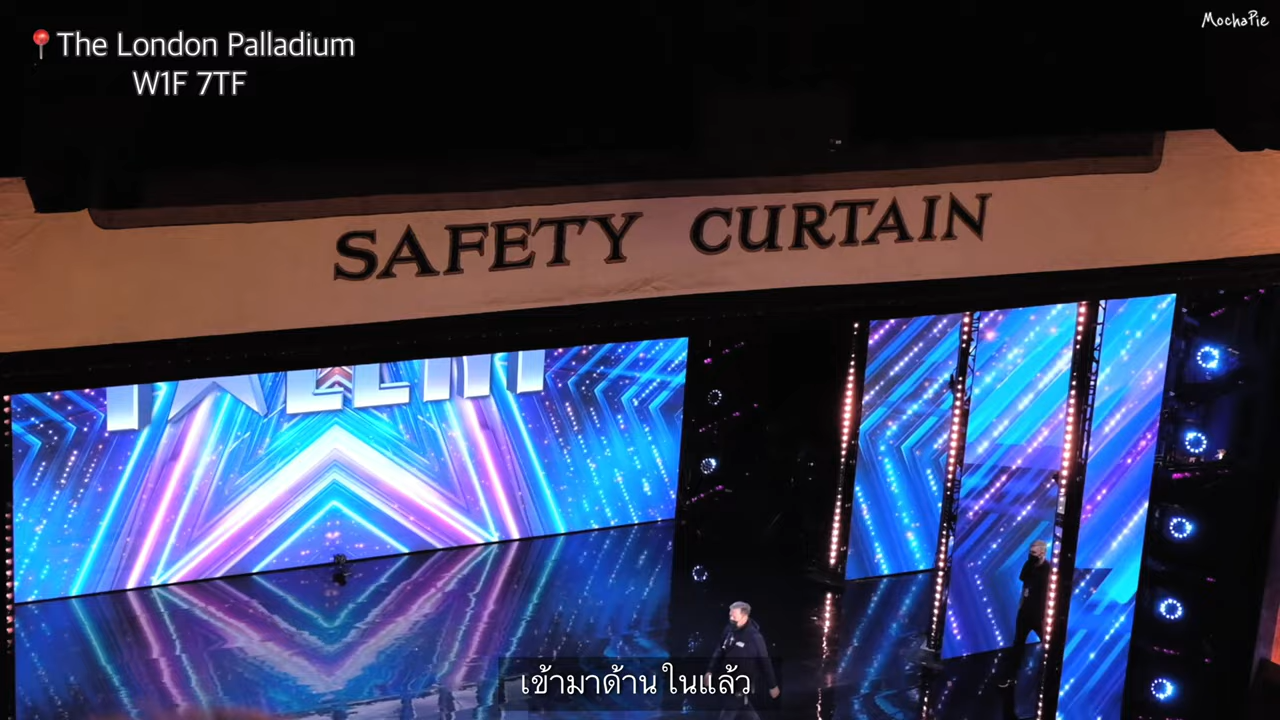 MochaPie
The London Palladium
W1F 7TF
SAFETY CURTAIN
TALENT
เข้ามาด้านในแล้ว